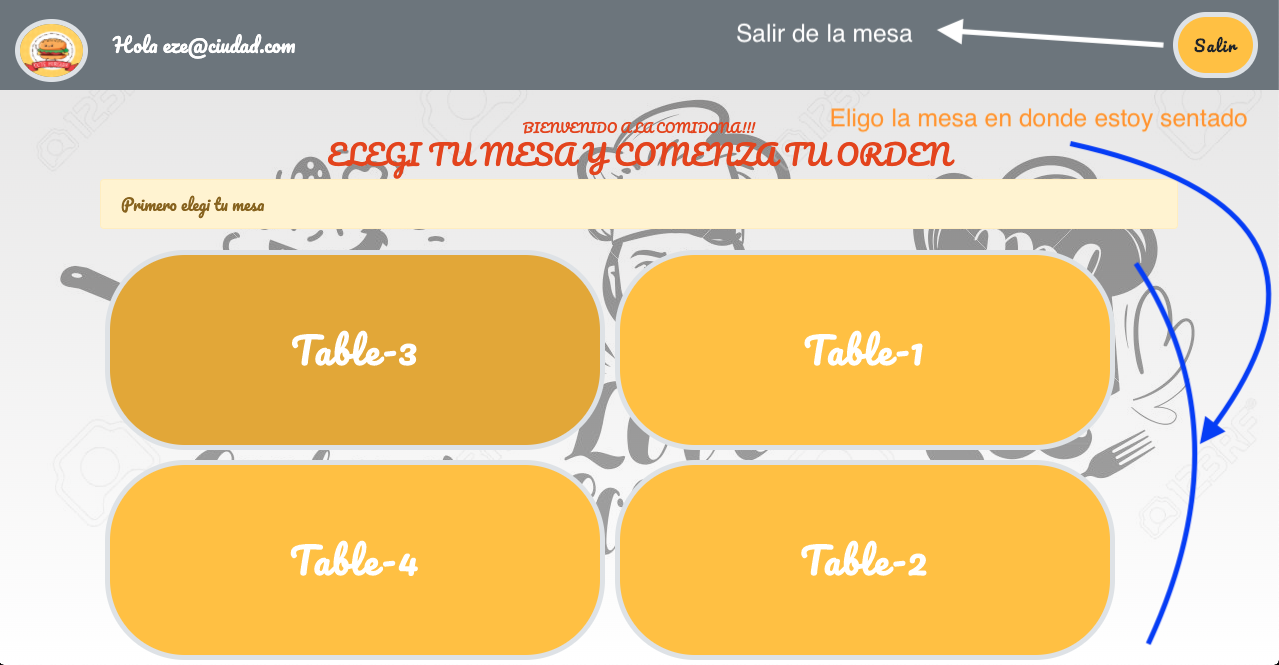 Hola eze@ciudad.com
Salir de la mesa
Salir
BIENVENIDO A LA COMIDONA!!!
Eligo la mesa en donde estoy sentado
ELEGI TU MESA Y COMENZA TU ORDEN
Primero elegi tu mesa
Table-3
Table-1
Table-4
Table-2
123RF